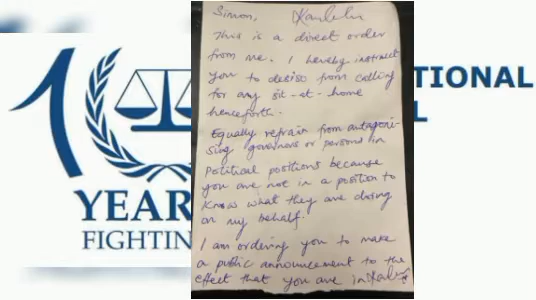 Simon,
This is a direct order
from me. I hereby instruct
you to desist from calling
for any sit-at-home
henceforth.
Equally refrain from antagoni-
sing governors or persons in
Political positions because
you are not in a position to
know what they are doing
on my behalf.
I am ordering you to make
a public announcement to the
effect that you are in
10
YEAR
FIGHTIN
TIONAL
L